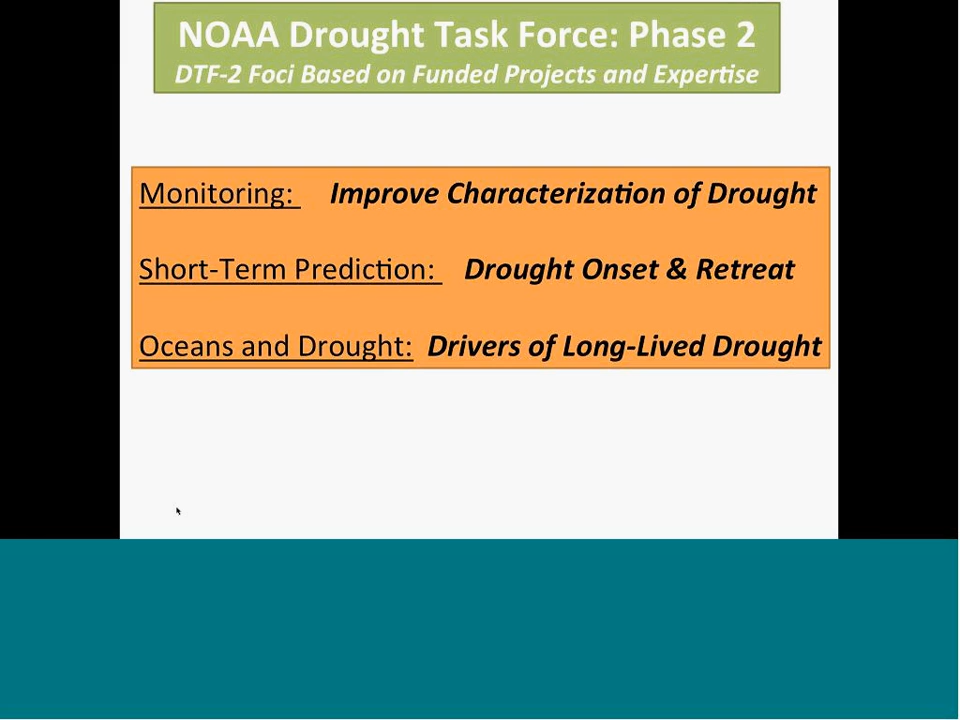 NOAA Drought Task Force: Phase 2
DTF-2 Foci Based on Funded Projects and Expertise
Monitoring: Improve Characterization of Drought
Short-Term Prediction: Drought Onset & Retreat
Oceans and Drought: Drivers of Long-Lived Drought